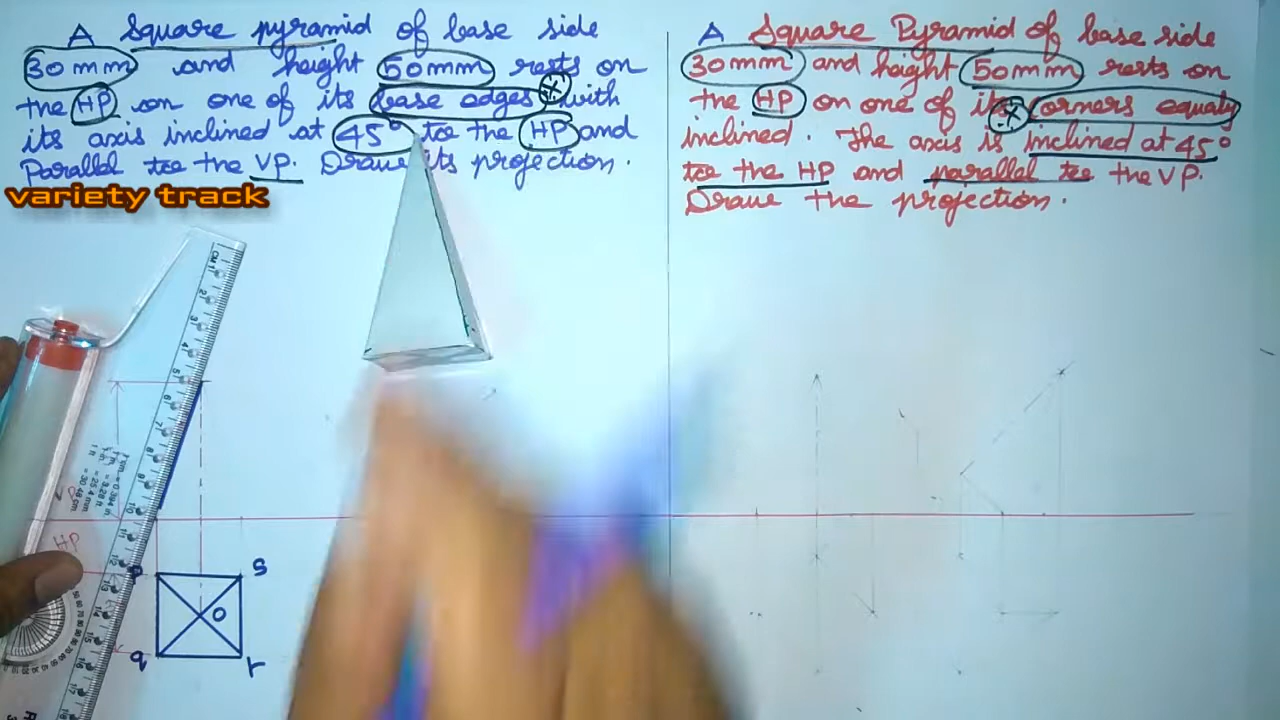 A Square pyramid of base side
30mm and height 50mm rests on
the HP on one of its base edges with
its axis inclined at 45° to the HP and
Parallel to the VP. Draw its projection.
variety track
A Square Pyramid of base side
30mm and height 50mm rests on
the HP on one of its corners equaly
inclined. The axis is inclined at 45°
to the HP and parallel to the VP.
Draw the projection.
CM
HP
s
O
q
r